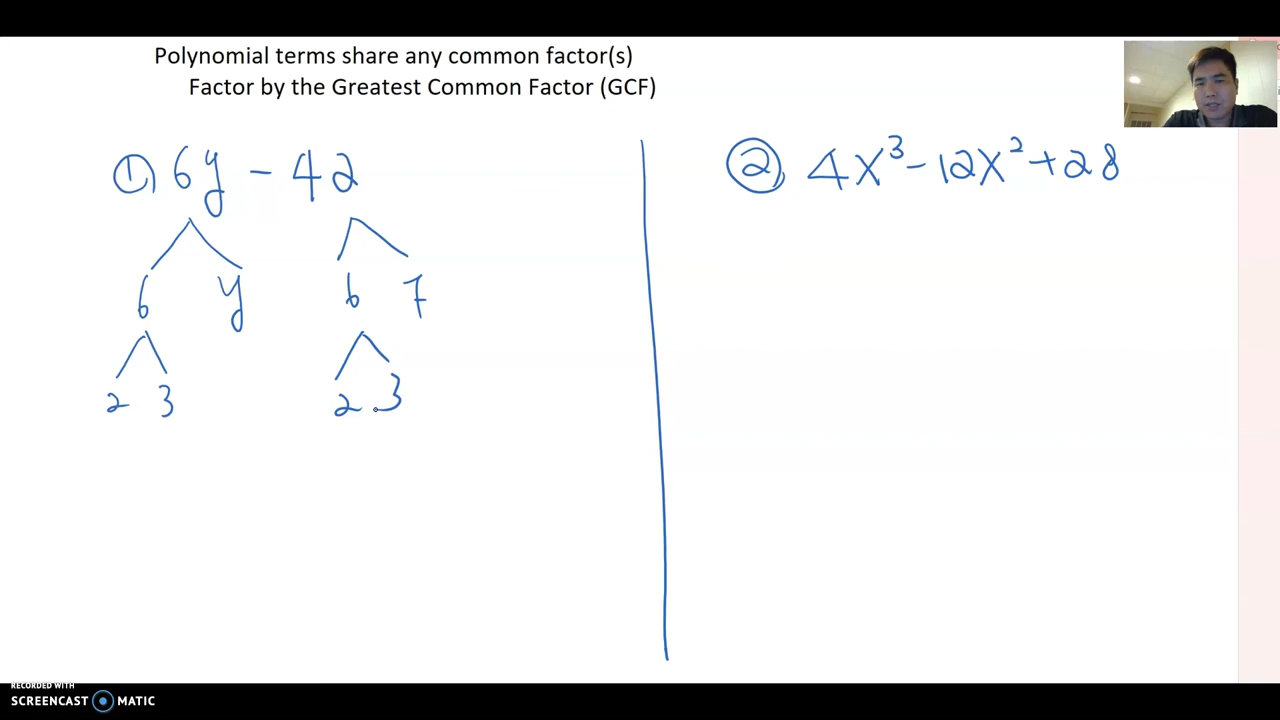 Polynomial terms share any common factor(s)
Factor by the Greatest Common Factor (GCF)
①, 6y - 42
6 y 6 7
2 3 2 3
②, 4x³ - 12x² + 28
RECORDED WITH
SCREENCAST MATIC